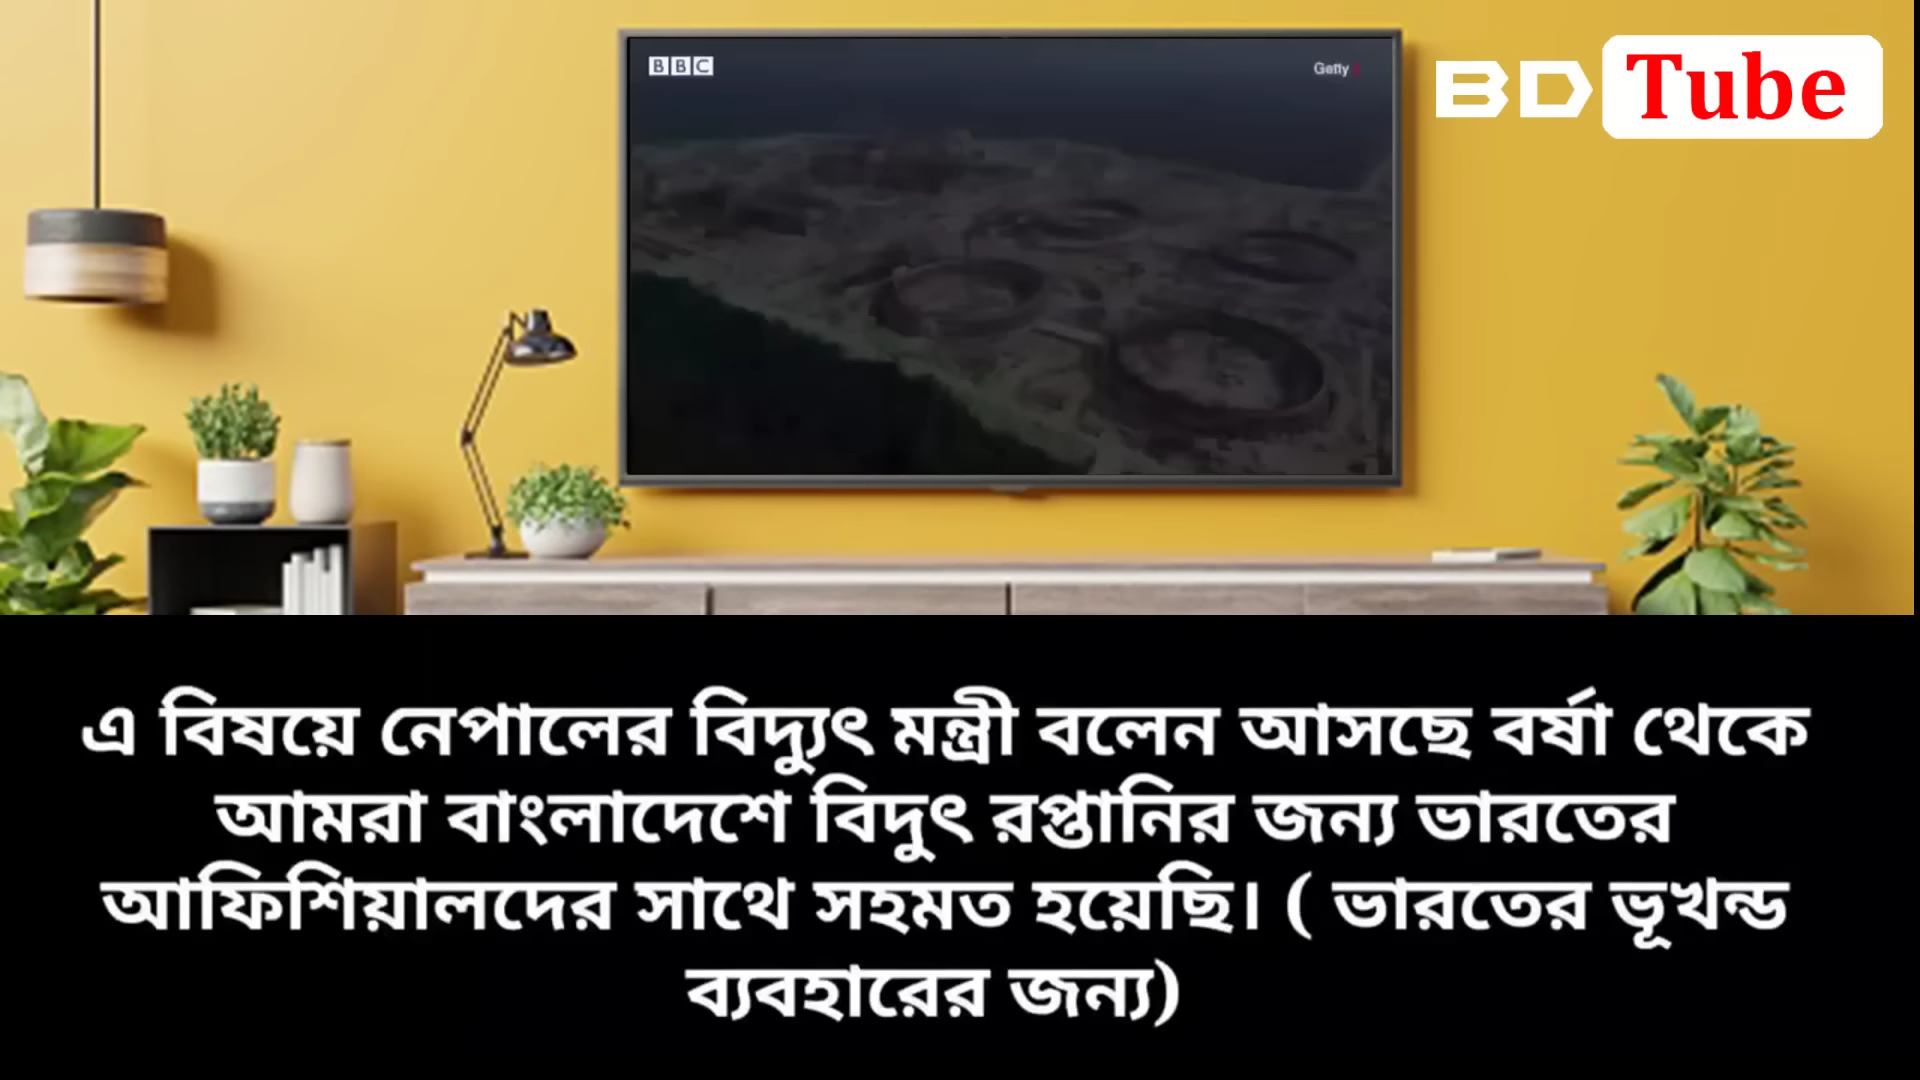 BBC
Getty
BD Tube
এ বিষয়ে নেপালের বিদ্যুৎ মন্ত্রী বলেন আসছে বর্ষা থেকে
আমরা বাংলাদেশে বিদুৎ রপ্তানির জন্য ভারতের
আফিশিয়ালদের সাথে সহমত হয়েছি। ( ভারতের ভূখন্ড
ব্যবহারের জন্য)